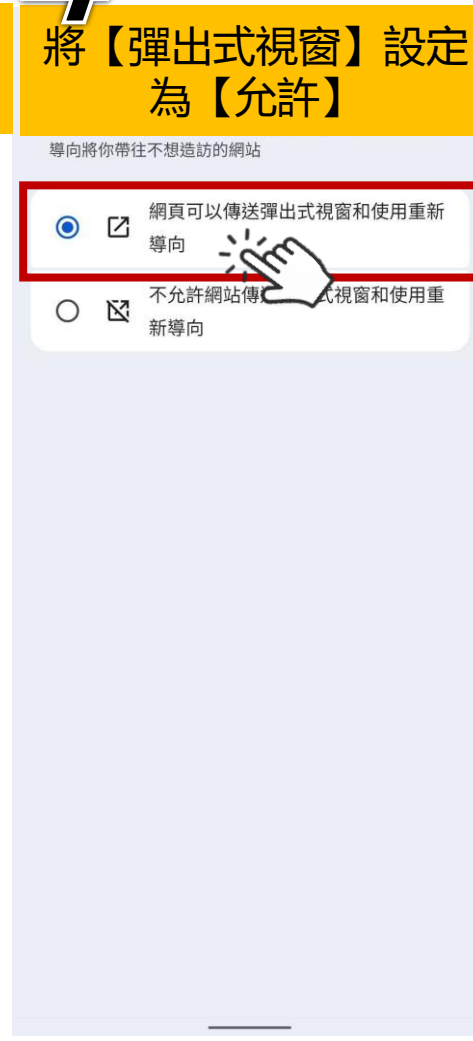 將【彈出式視窗】設定
為【允許】
導向將你帶往不想造訪的網站
網頁可以傳送彈出式視窗和使用重新
導向
不允許網站傳 式視窗和使用重
新導向